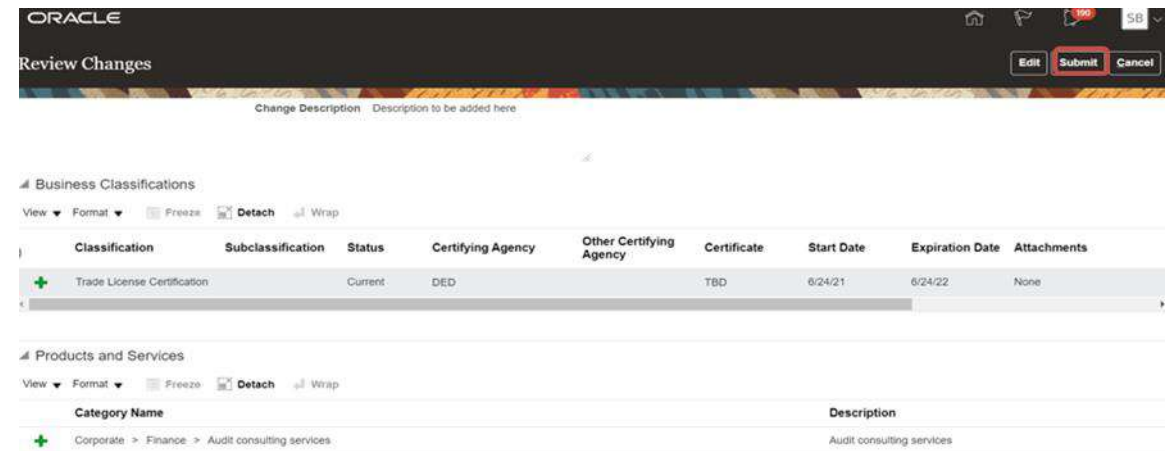 ORACLE
190
SB
Review Changes
Edit Submit Cancel
Change Description Description to be added here
Business Classifications
View Format Freeze Detach Wrap
Classification Subclassification Status Certifying Agency Other Certifying Agency Certificate Start Date Expiration Date Attachments
Trade License Certification Current DED TBD 6/24/21 6/24/22 None
Products and Services
View Format Freeze Detach Wrap
Category Name Description
Corporate > Finance > Audit consulting services Audit consulting services